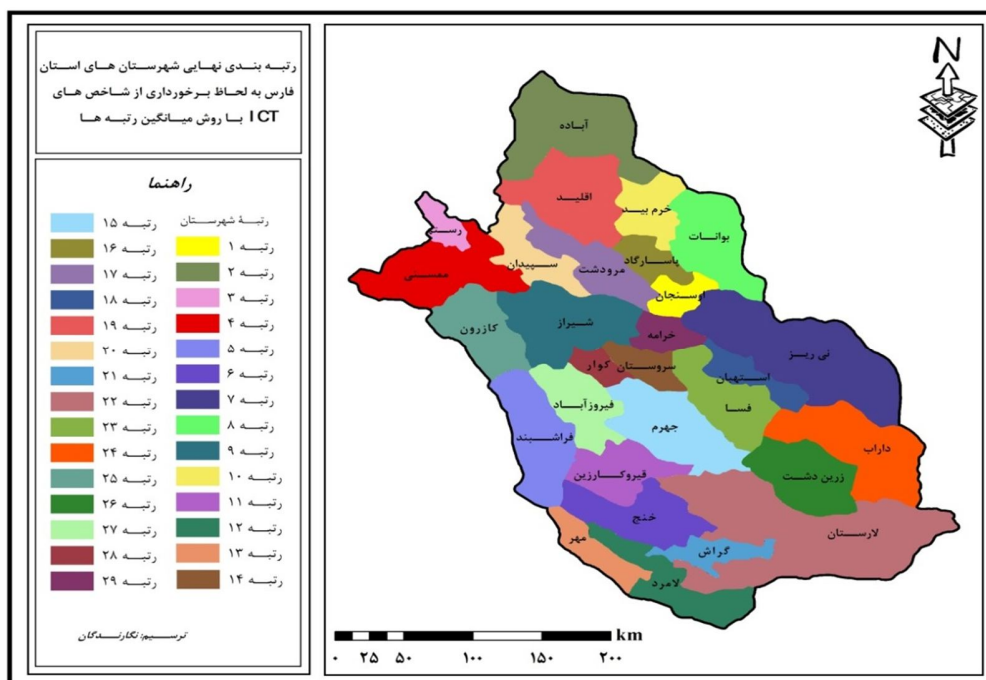 رتبه بندی نهایی شهرستان های استان
فارس به لحاظ برخورداری از شاخص های
ICT با روش میانگین رتبه ها
راهنما
رتبۀ شهرستان
رتبه ۱
رتبه ۲
رتبه ۳
رتبه ۴
رتبه ۵
رتبه ۶
رتبه ۷
رتبه ۸
رتبه ۹
رتبه ۱۰
رتبه ۱۱
رتبه ۱۲
رتبه ۱۳
رتبه ۱۴
رتبه ۱۵
رتبه ۱۶
رتبه ۱۷
رتبه ۱۸
رتبه ۱۹
رتبه ۲۰
رتبه ۲۱
رتبه ۲۲
رتبه ۲۳
رتبه ۲۴
رتبه ۲۵
رتبه ۲۶
رتبه ۲۷
رتبه ۲۸
رتبه ۲۹
ترسیم: نگارندگان
N
آباده
اقلید
خرم بید
بوانات
رستم
ممسنی
سپیدان
مرودشت
پاسارگاد
اوسنجان
کازرون
شیراز
خرامه
نی ریز
کوار
سروستان
استهبان
فسا
فیروزآباد
فراشبند
جهرم
داراب
زرین دشت
قیروکارزین
خنج
لارستان
گراش
مهر
لامرد
km
۰ ۲۵ ۵۰ ۱۰۰ ۱۵۰ ۲۰۰